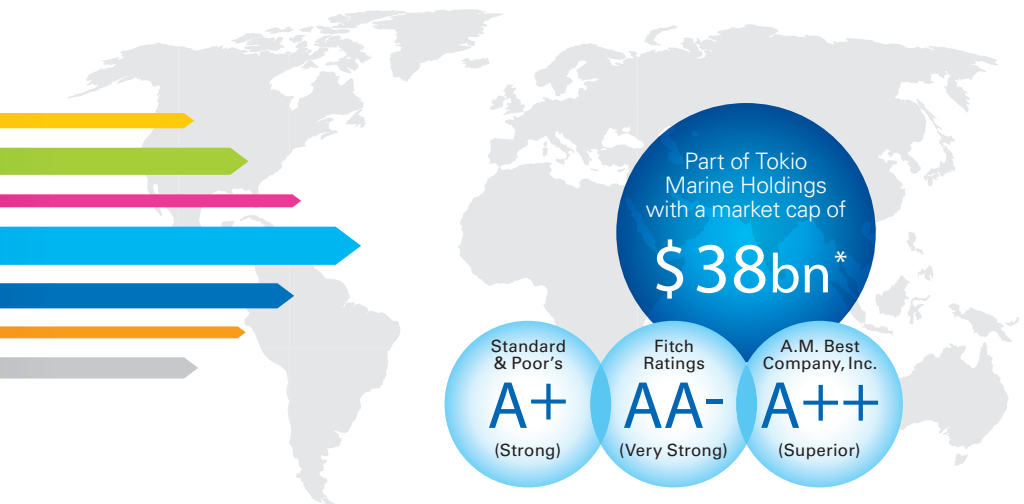 Part of Tokio
Marine Holdings
with a market cap of
$38bn*
Standard
& Poor's
A+
(Strong)
Fitch
Ratings
AA-
(Very Strong)
A.M. Best
Company, Inc.
A++
(Superior)